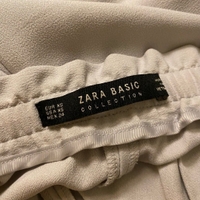 EUR XS
USA XS
MEX 24
ZARA BASIC
COLLECTION